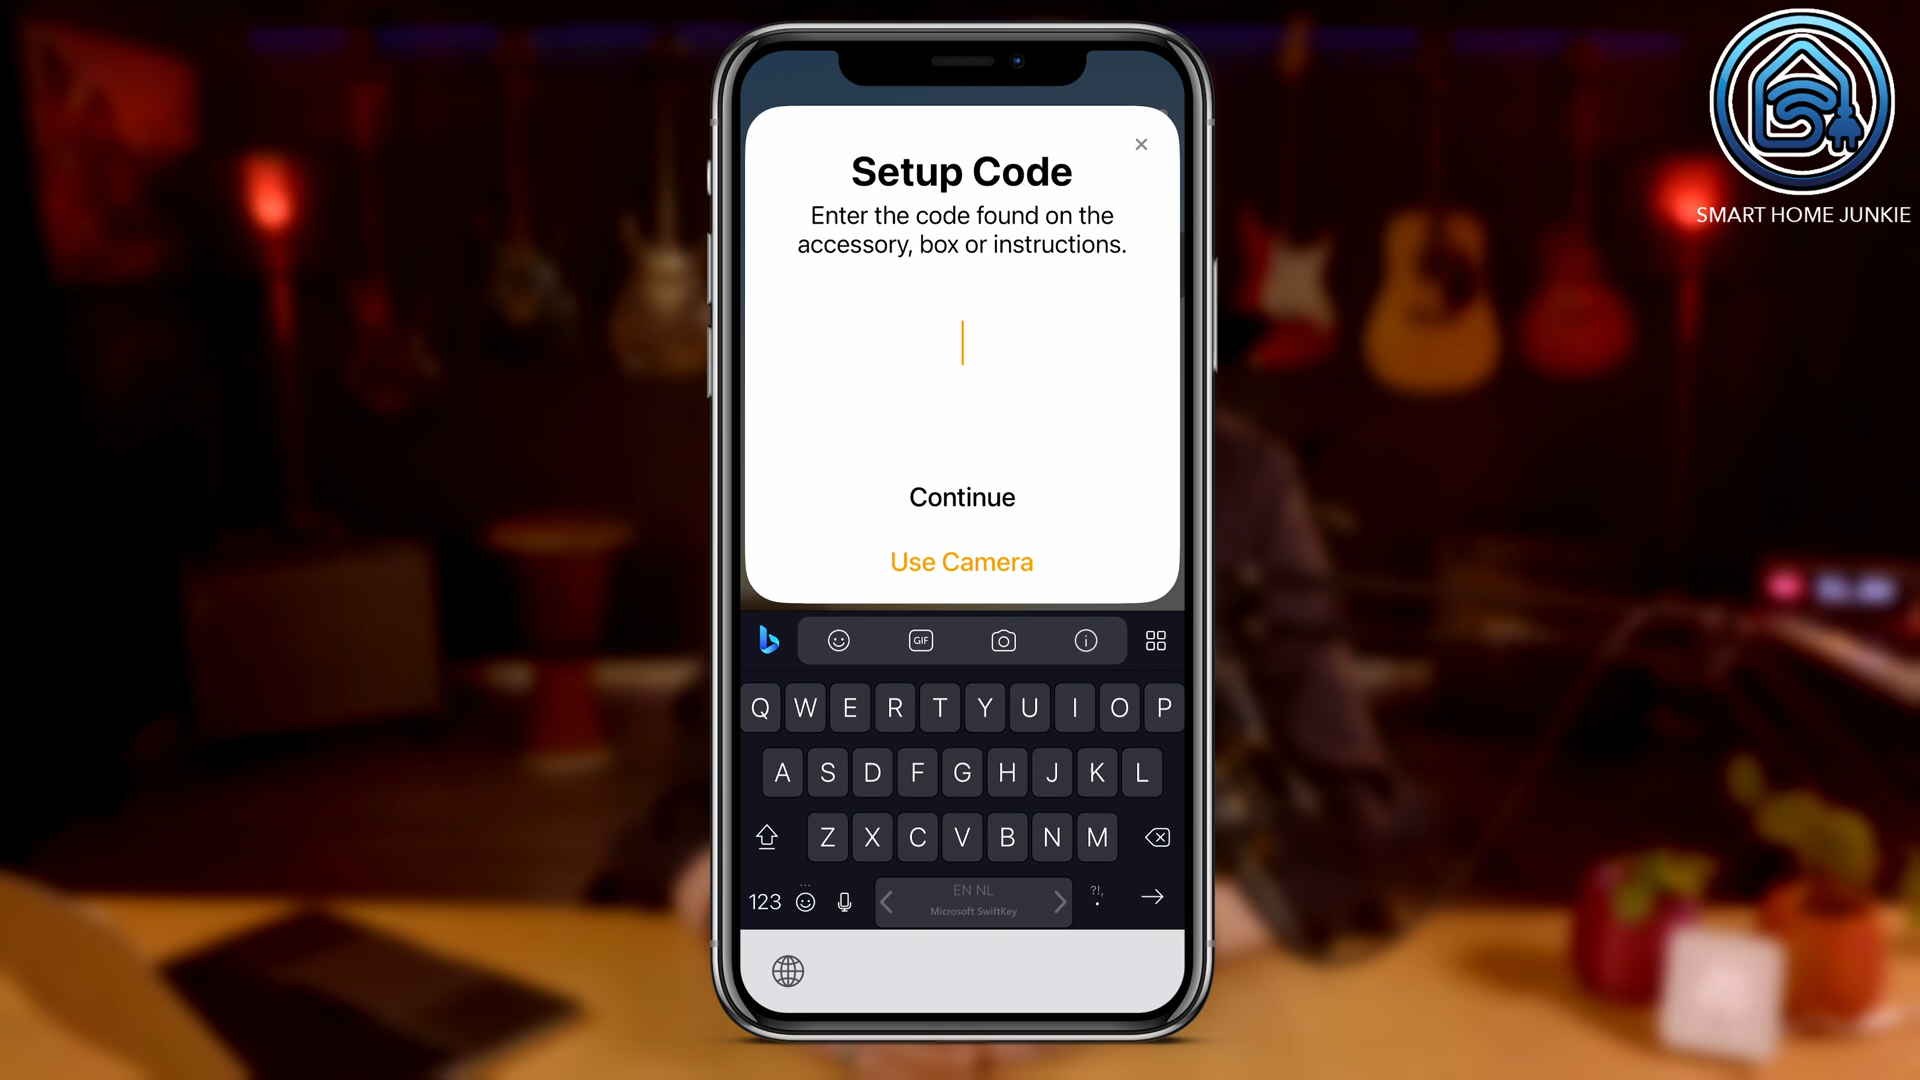 SMART HOME JUNKIE
Setup Code
Enter the code found on the
accessory, box or instructions.
Continue
Use Camera
GIF
Q W E R T Y U I O P
A S D F G H J K L
Z X C V B N M
123
EN NL
Microsoft SwiftKey
?!,
.